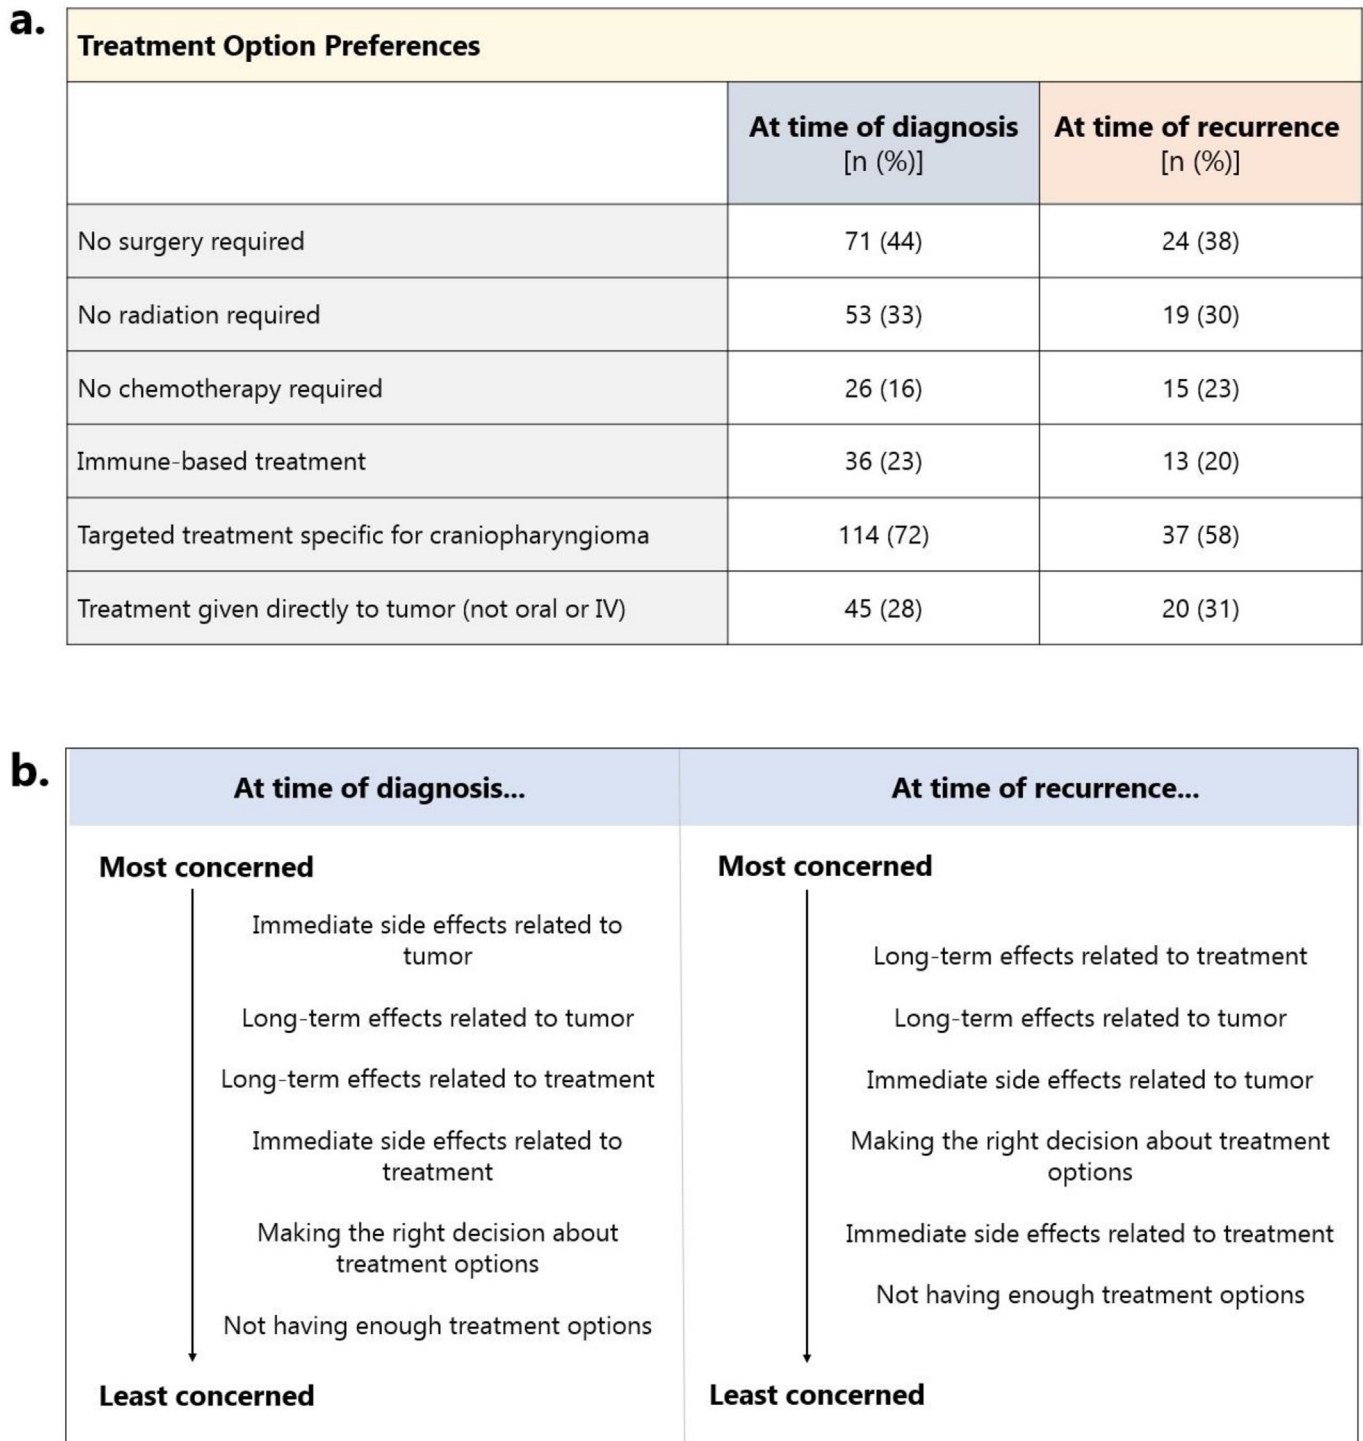 a.
Treatment Option Preferences
At time of diagnosis
[n (%)]
At time of recurrence
[n (%)]
No surgery required 71 (44) 24 (38)
No radiation required 53 (33) 19 (30)
No chemotherapy required 26 (16) 15 (23)
Immune-based treatment 36 (23) 13 (20)
Targeted treatment specific for craniopharyngioma 114 (72) 37 (58)
Treatment given directly to tumor (not oral or IV) 45 (28) 20 (31)
b.
At time of diagnosis...
Most concerned
Immediate side effects related to
tumor
Long-term effects related to tumor
Long-term effects related to treatment
Immediate side effects related to
treatment
Making the right decision about
treatment options
Not having enough treatment options
Least concerned
At time of recurrence...
Most concerned
Long-term effects related to treatment
Long-term effects related to tumor
Immediate side effects related to tumor
Making the right decision about treatment
options
Immediate side effects related to treatment
Not having enough treatment options
Least concerned